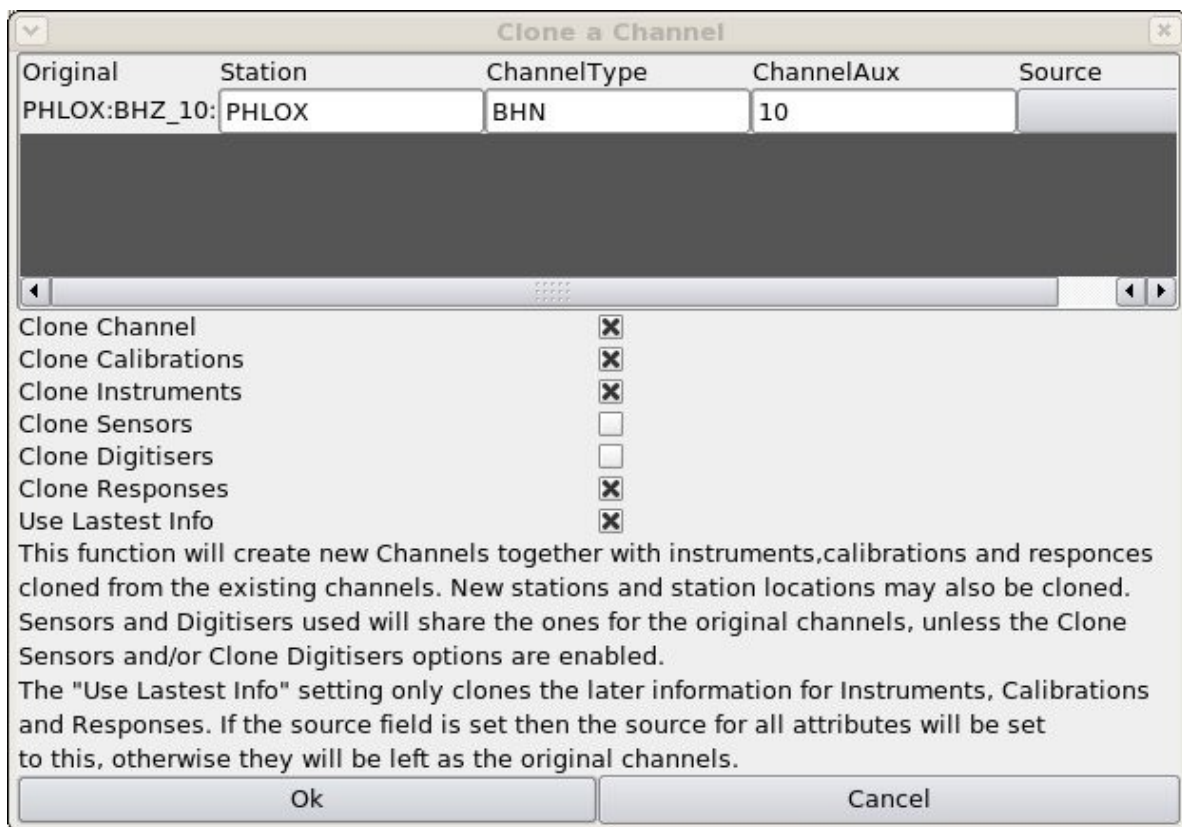 Clone a Channel
Original Station ChannelType ChannelAux Source
PHLOX:BHZ_10: PHLOX BHN 10
Clone Channel
Clone Calibrations
Clone Instruments
Clone Sensors
Clone Digitisers
Clone Responses
Use Lastest Info
This function will create new Channels together with instruments,calibrations and responces
cloned from the existing channels. New stations and station locations may also be cloned.
Sensors and Digitisers used will share the ones for the original channels, unless the Clone
Sensors and/or Clone Digitisers options are enabled.
The "Use Lastest Info" setting only clones the later information for Instruments, Calibrations
and Responses. If the source field is set then the source for all attributes will be set
to this, otherwise they will be left as the original channels.
Ok Cancel